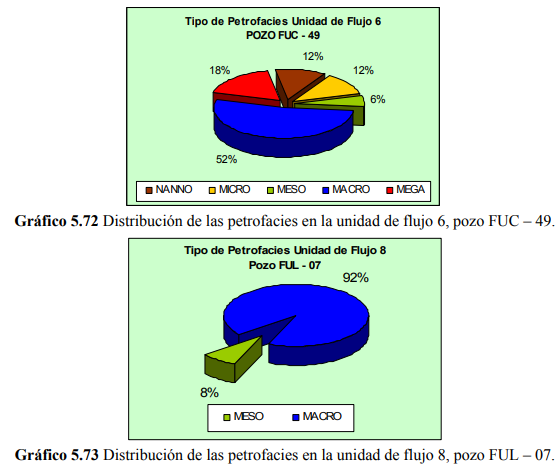 Tipo de Petrofacies Unidad de Flujo 6
POZO FUC - 49
12%
12%
18%
6%
52%
NANNO MICRO MESO MACRO MEGA
Gráfico 5.72 Distribución de las petrofacies en la unidad de flujo 6, pozo FUC – 49.
Tipo de Petrofacies Unidad de Flujo 8
Pozo FUL - 07
92%
8%
MESO MACRO
Gráfico 5.73 Distribución de las petrofacies en la unidad de flujo 8, pozo FUL – 07.